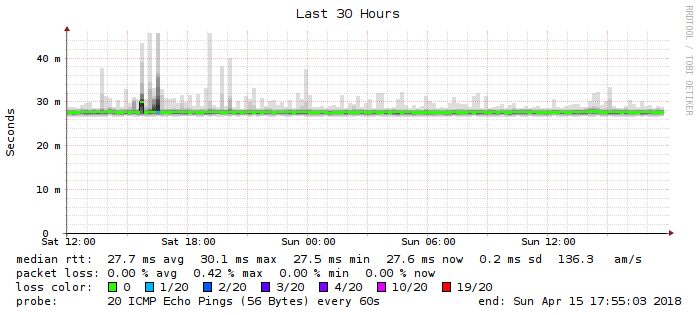 Last 30 Hours
RRDTOOL / TOBI OETIKER
Seconds
40 m
30 m
20 m
10 m
0
Sat 12:00 Sat 18:00 Sun 00:00 Sun 06:00 Sun 12:00
median rtt: 27.7 ms avg 30.1 ms max 27.5 ms min 27.6 ms now 0.2 ms sd 136.3 am/s
packet loss: 0.00 % avg 0.42 % max 0.00 % min 0.00 % now
loss color: 0 1/20 2/20 3/20 4/20 10/20 19/20
probe: 20 ICMP Echo Pings (56 Bytes) every 60s end: Sun Apr 15 17:55:03 2018